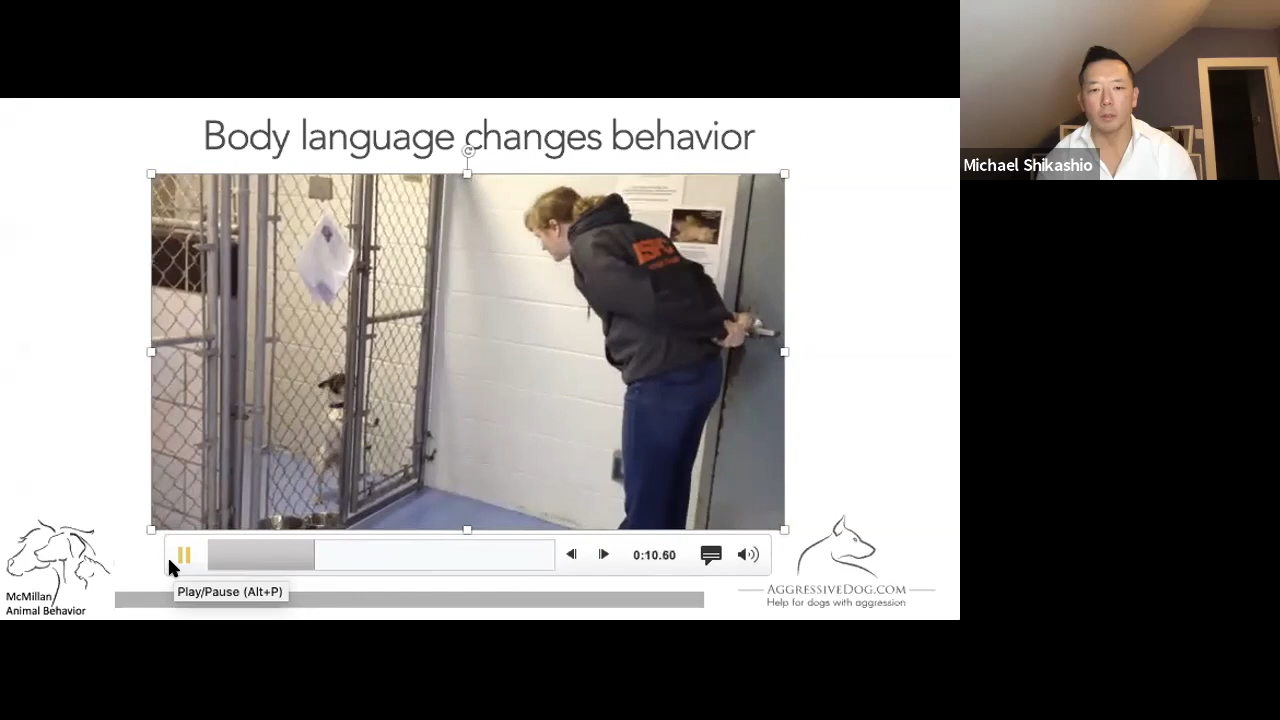 Body language changes behavior
Michael Shikashio
0:10.60
Play/Pause (Alt+P)
McMillan
Animal Behavior
AGGRESSIVEDOG.COM
Help for dogs with aggression